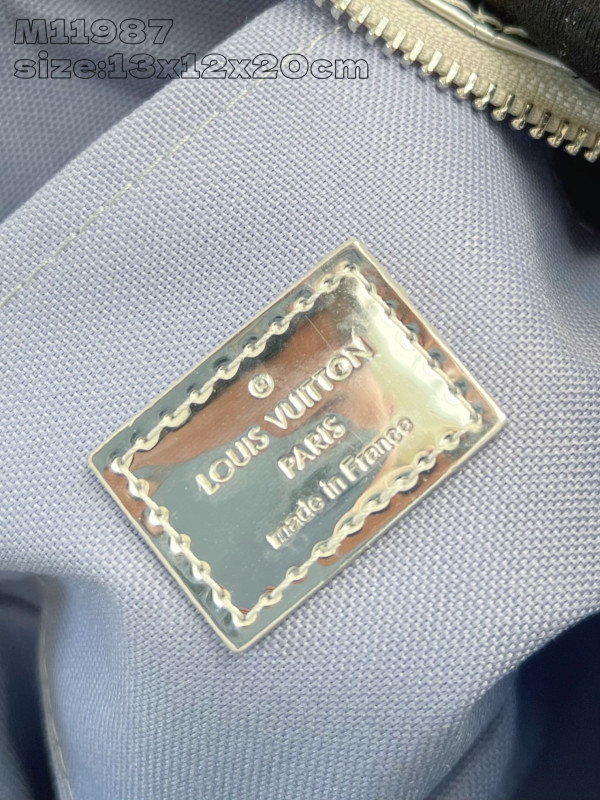 M11987
size:13x12x20cm
®
LOUIS VUITTON
PARIS
made in France